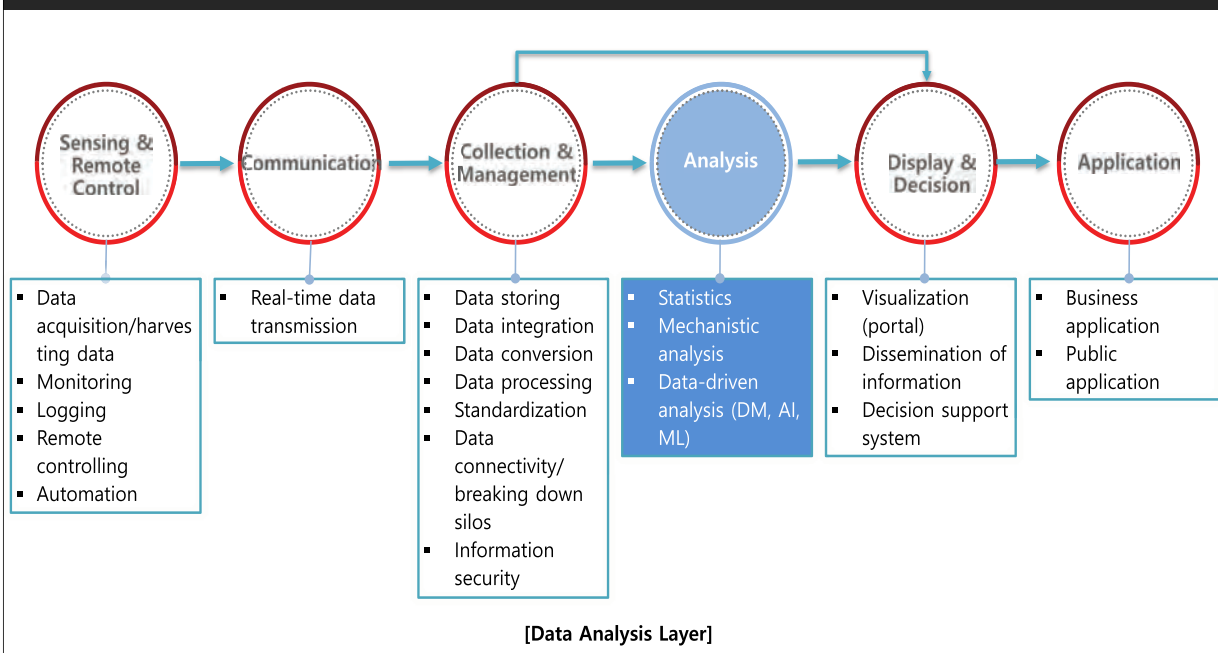 Sensing &
Remote
Control
Communication
Collection &
Management
Analysis
Display &
Decision
Application
▪ Data
acquisition/harves
ting data
▪ Monitoring
▪ Logging
▪ Remote
controlling
▪ Automation
▪ Real-time data
transmission
▪ Data storing
▪ Data integration
▪ Data conversion
▪ Data processing
▪ Standardization
▪ Data
connectivity/
breaking down
silos
▪ Information
security
▪ Statistics
▪ Mechanistic
analysis
▪ Data-driven
analysis (DM, AI,
ML)
▪ Visualization
(portal)
▪ Dissemination of
information
▪ Decision support
system
▪ Business
application
▪ Public
application
[Data Analysis Layer]